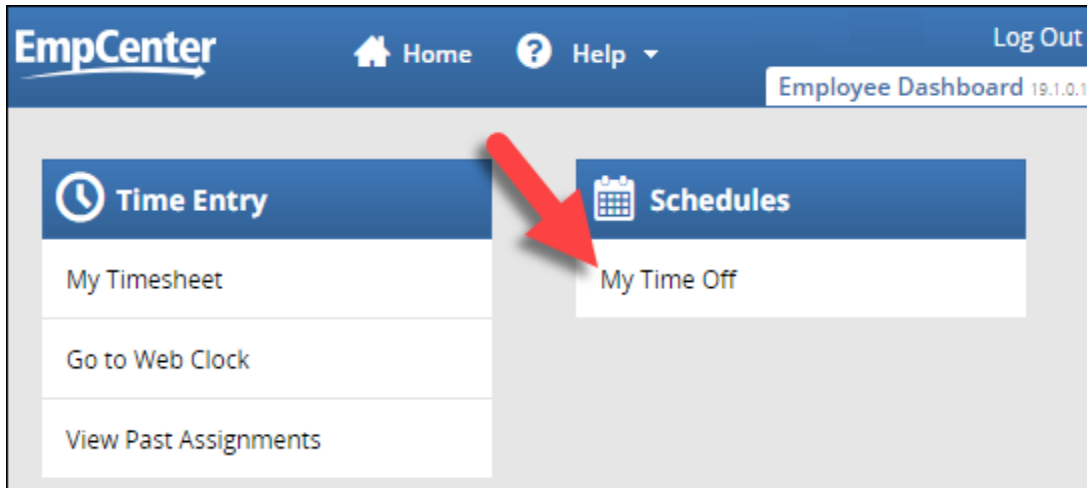 EmpCenter
Home
Help
Log Out
Employee Dashboard 19.1.0.1
Time Entry
My Timesheet
Go to Web Clock
View Past Assignments
Schedules
My Time Off